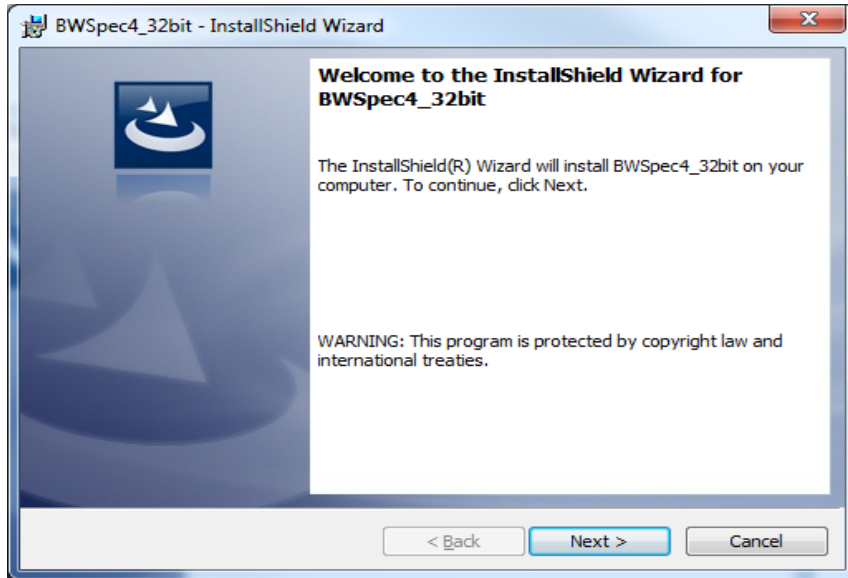 BWSpec4_32bit - InstallShield Wizard
Welcome to the InstallShield Wizard for
BWSpec4_32bit
The InstallShield(R) Wizard will install BWSpec4_32bit on your
computer. To continue, click Next.
WARNING: This program is protected by copyright law and
international treaties.
< Back
Next >
Cancel